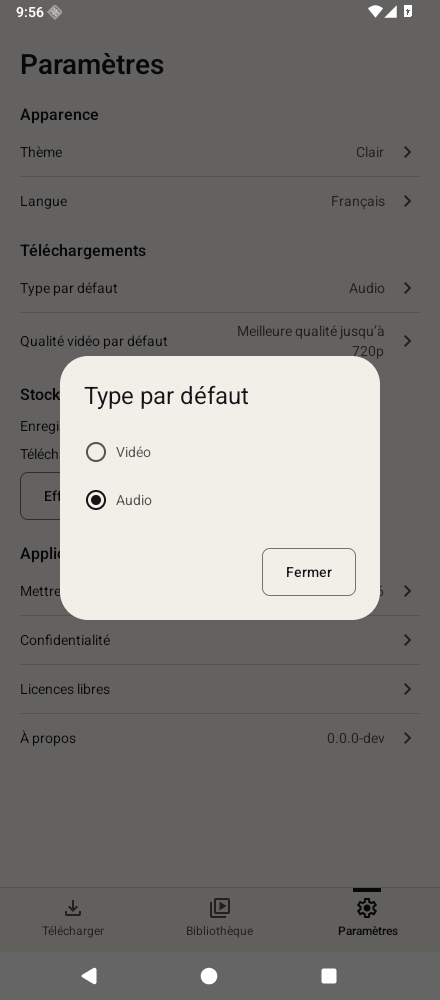 9:56
Paramètres
Apparence
Thème
Clair
Langue
Français
Téléchargements
Type par défaut
Audio
Qualité vidéo par défaut
Meilleure qualité jusqu'à
720p
Type par défaut
Vidéo
Audio
Fermer
Confidentialité
Licences libres
À propos
0.0.0-dev
Télécharger
Bibliothèque
Paramètres